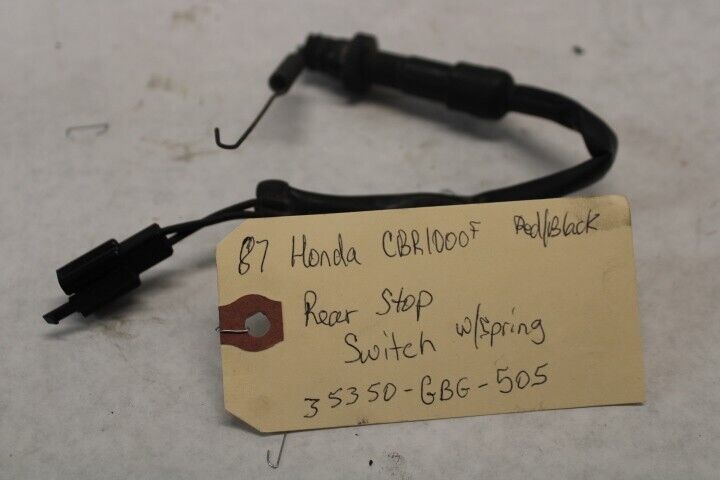 87 Honda CBR1000F Red/Black
Rear Stop
Switch w/spring
35350-GBG-505